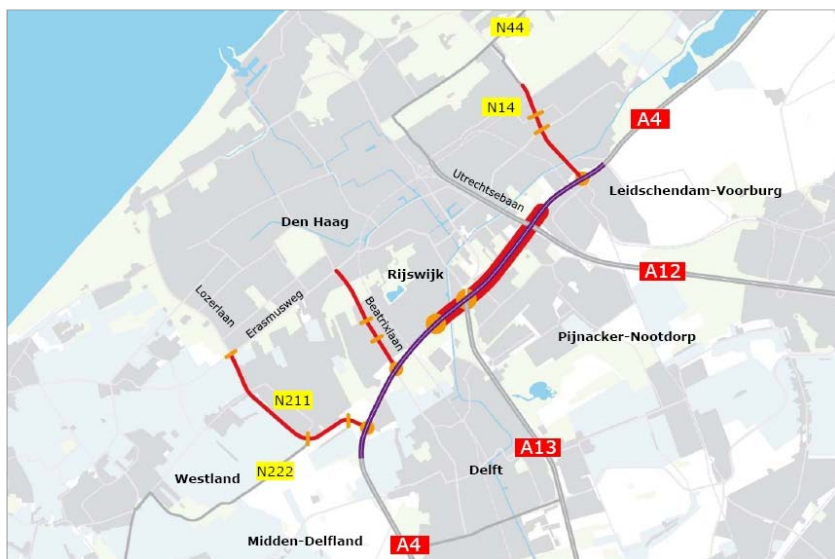 N44
N14
A4
Utrechtsebaan
Leidschendam-Voorburg
Den Haag
Rijswijk
A12
Lozerlaan
Erasmusweg
Beatrixlaan
Pijnacker-Nootdorp
N211
A13
Westland
N222
Delft
Midden-Delfland
A4